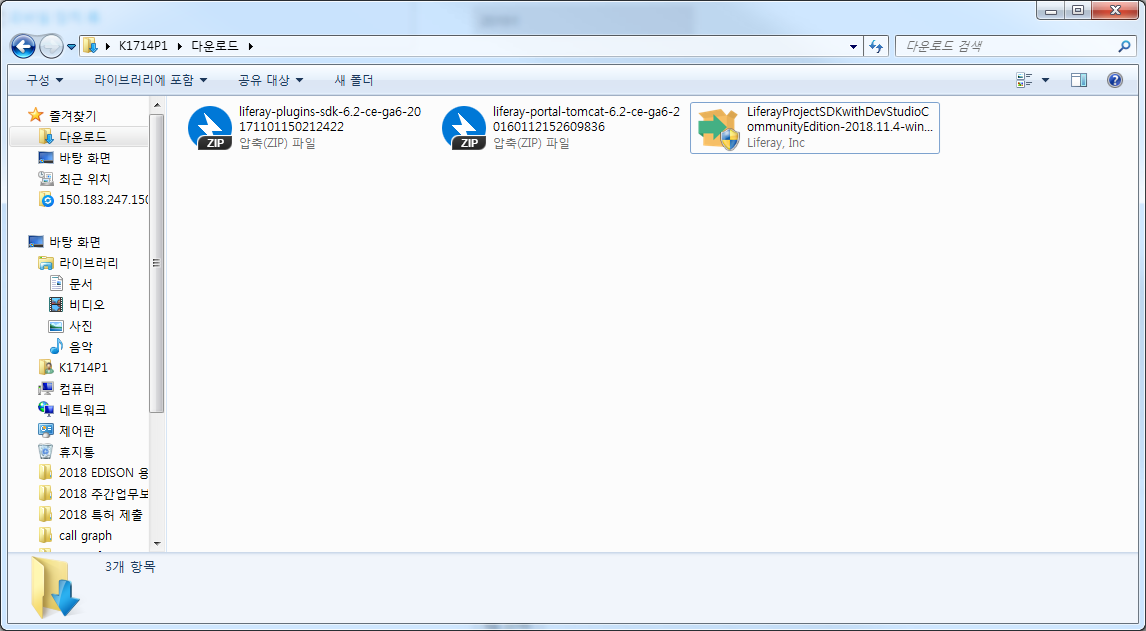 K1714P1 ▸ 다운로드 ▸
다운로드 검색
구성
라이브러리에 포함
공유 대상
새 폴더
즐겨찾기
다운로드
바탕 화면
최근 위치
150.183.247.150
바탕 화면
라이브러리
문서
비디오
사진
음악
K1714P1
컴퓨터
네트워크
제어판
휴지통
2018 EDISON 용
2018 주간업무보
2018 특허 제출
call graph
liferay-plugins-sdk-6.2-ce-ga6-20
171101150212422
압축(ZIP) 파일
ZIP
liferay-portal-tomcat-6.2-ce-ga6-2
0160112152609836
압축(ZIP) 파일
ZIP
LiferayProjectSDKwithDevStudioC
ommunityEdition-2018.11.4-win...
Liferay, Inc
3개 항목